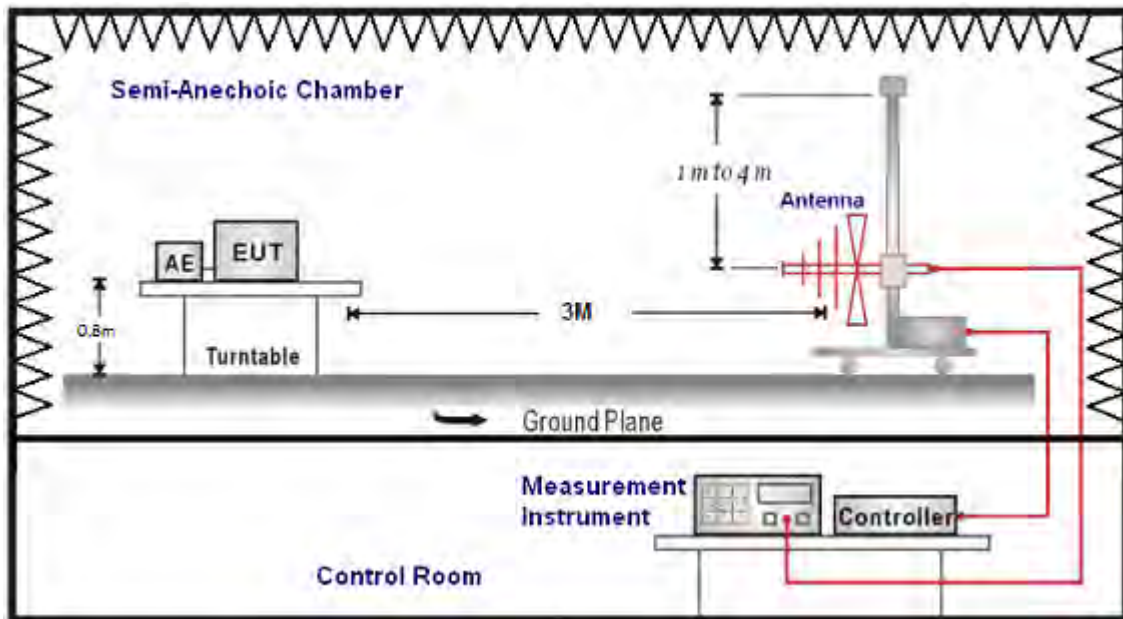 Semi-Anechoic Chamber
1 m to 4 m
Antenna
AE
EUT
0.8m
3M
Turntable
Ground Plane
Measurement
Instrument
Controller
Control Room